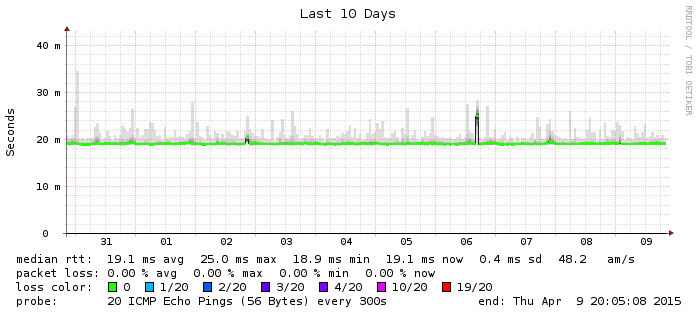 Last 10 Days
RRDTOOL / TOBI OETIKER
Seconds
40 m
30 m
20 m
10 m
0
31 01 02 03 04 05 06 07 08 09
median rtt: 19.1 ms avg 25.0 ms max 18.9 ms min 19.1 ms now 0.4 ms sd 48.2 am/s
packet loss: 0.00 % avg 0.00 % max 0.00 % min 0.00 % now
loss color: 0 1/20 2/20 3/20 4/20 10/20 19/20
probe: 20 ICMP Echo Pings (56 Bytes) every 300s end: Thu Apr 9 20:05:08 2015